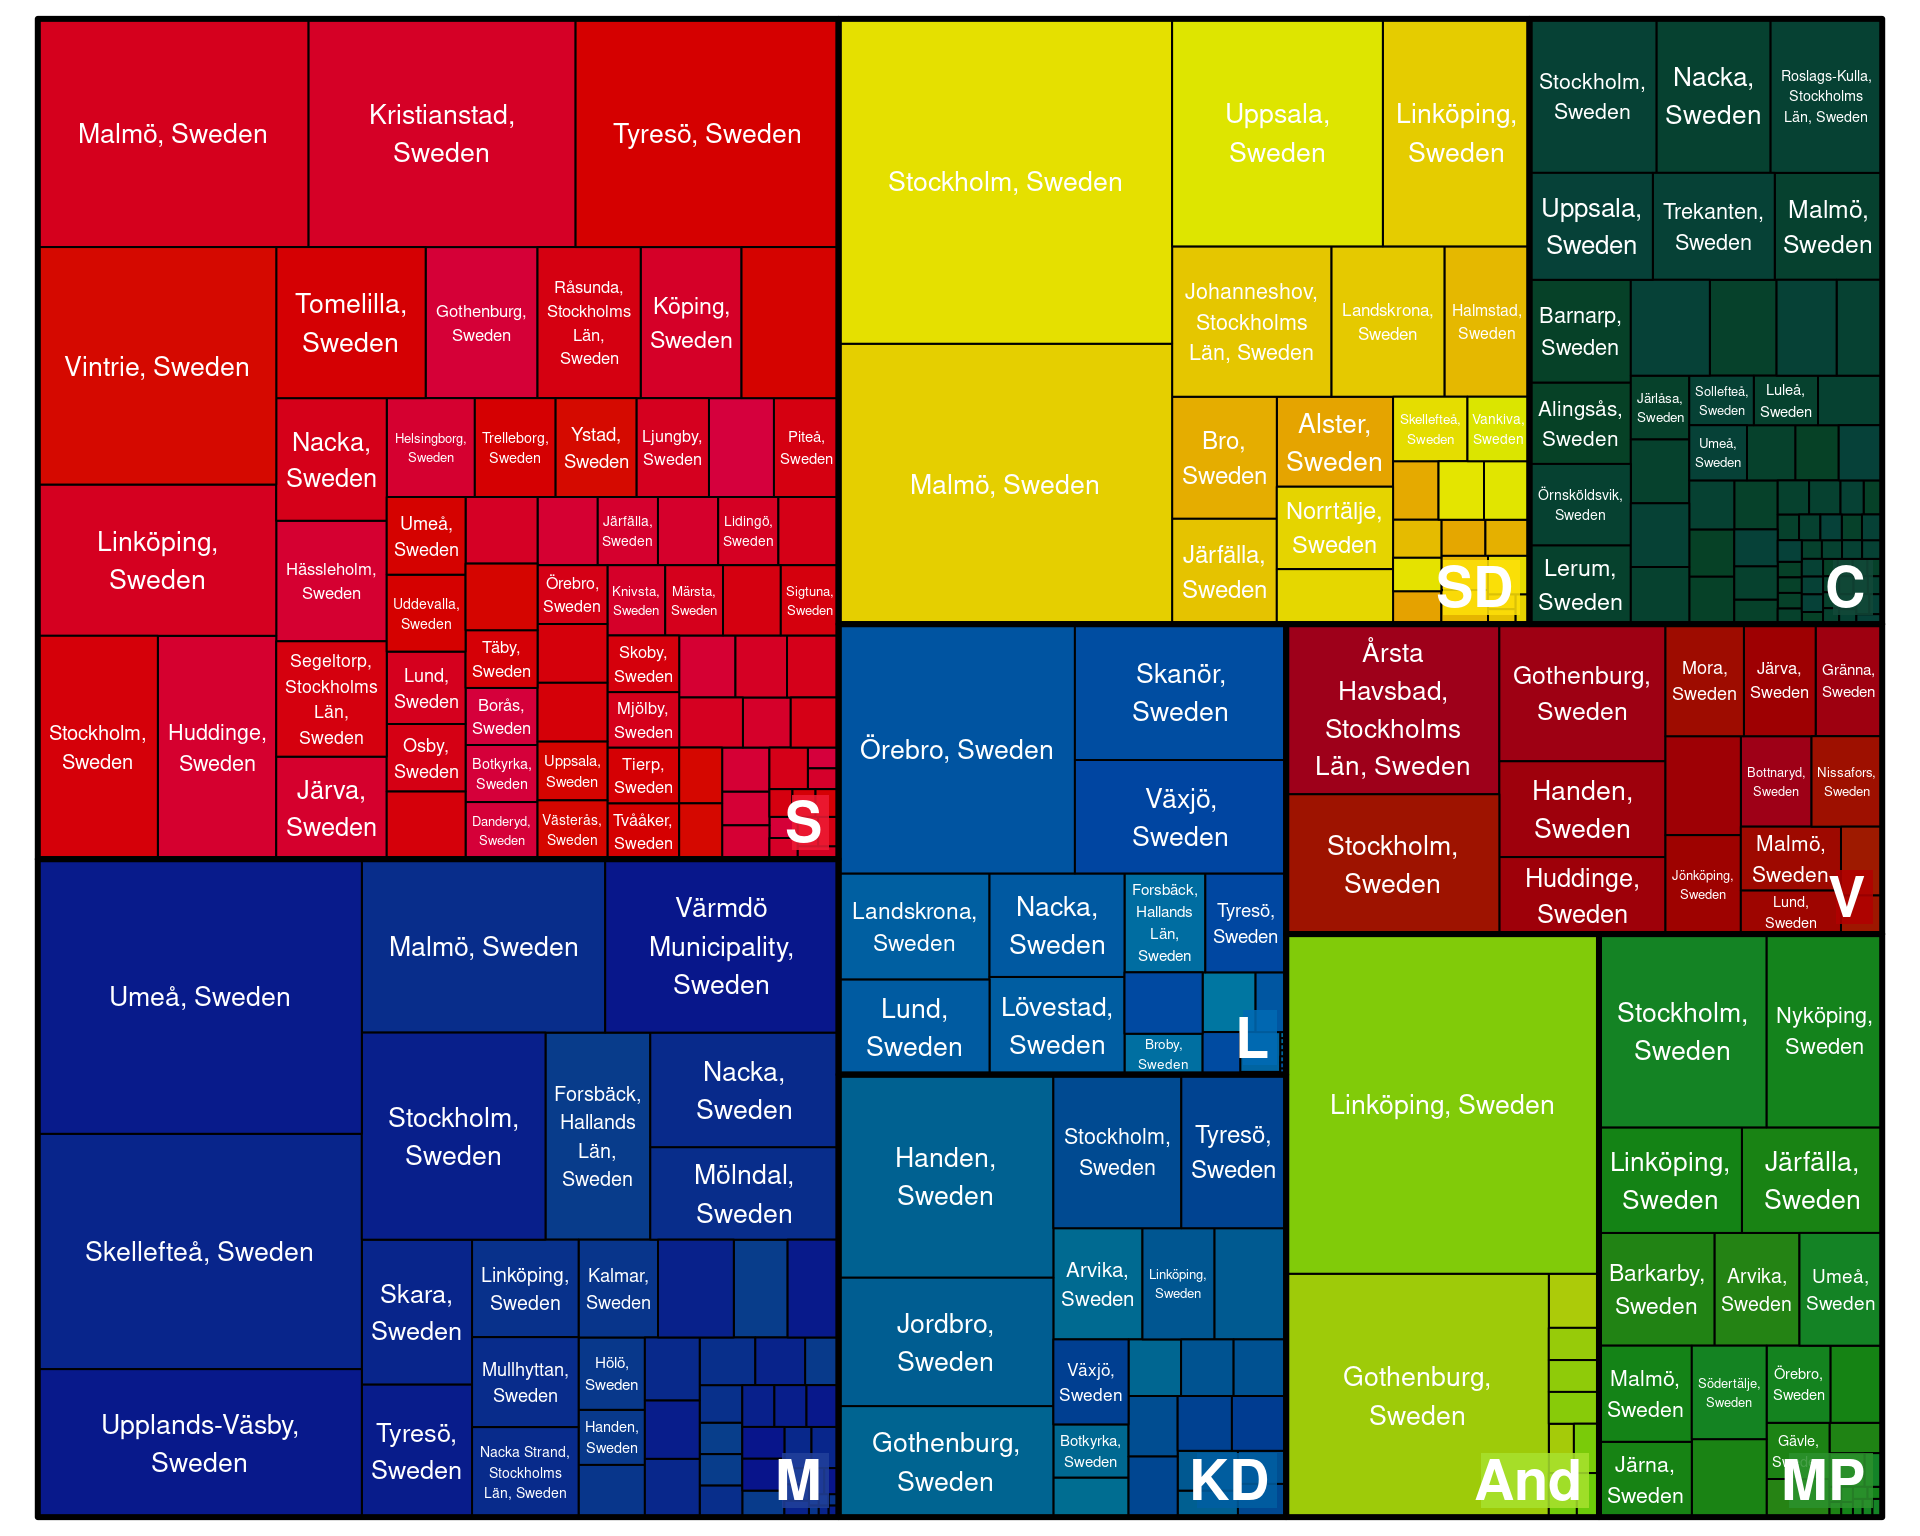 Malmö, Sweden
Kristianstad,
Sweden
Tyresö, Sweden
Vintrie, Sweden
Tomelilla,
Sweden
Gothenburg,
Sweden
Råsunda,
Stockholms
Län,
Sweden
Köping,
Sweden
Linköping,
Sweden
Nacka,
Sweden
Helsingborg,
Sweden
Trelleborg,
Sweden
Ystad,
Sweden
Ljungby,
Sweden
Piteå,
Sweden
Hässleholm,
Sweden
Umeå,
Sweden
Järfälla,
Sweden
Lidingö,
Sweden
Uddevalla,
Sweden
Örebro,
Sweden
Knivsta,
Sweden
Märsta,
Sweden
Sigtuna,
Sweden
Stockholm,
Sweden
Huddinge,
Sweden
Segeltorp,
Stockholms
Län,
Sweden
Lund,
Sweden
Täby,
Sweden
Skoby,
Sweden
Borås,
Sweden
Mjölby,
Sweden
Osby,
Sweden
Botkyrka,
Sweden
Uppsala,
Sweden
Tierp,
Sweden
Järva,
Sweden
Danderyd,
Sweden
Västerås,
Sweden
Tvååker,
Sweden
S
Stockholm, Sweden
Uppsala,
Sweden
Linköping,
Sweden
Johanneshov,
Stockholms
Län, Sweden
Landskrona,
Sweden
Halmstad,
Sweden
Malmö, Sweden
Bro,
Sweden
Alster,
Sweden
Skellefteå,
Sweden
Vankiva,
Sweden
Norrtälje,
Sweden
Järfälla,
Sweden
SD
Stockholm,
Sweden
Nacka,
Sweden
Roslags-Kulla,
Stockholms
Län, Sweden
Uppsala,
Sweden
Trekanten,
Sweden
Malmö,
Sweden
Barnarp,
Sweden
Alingsås,
Sweden
Järlåsa,
Sweden
Sollefteå,
Sweden
Luleå,
Sweden
Umeå,
Sweden
Örnsköldsvik,
Sweden
Lerum,
Sweden
C
Umeå, Sweden
Malmö, Sweden
Värmdö
Municipality,
Sweden
Skellefteå, Sweden
Stockholm,
Sweden
Forsbäck,
Hallands
Län,
Sweden
Nacka,
Sweden
Mölndal,
Sweden
Upplands-Väsby,
Sweden
Skara,
Sweden
Linköping,
Sweden
Kalmar,
Sweden
Tyresö,
Sweden
Mullhyttan,
Sweden
Hölö,
Sweden
Handen,
Sweden
Nacka Strand,
Stockholms
Län, Sweden
M
Örebro, Sweden
Skanör,
Sweden
Växjö,
Sweden
Landskrona,
Sweden
Nacka,
Sweden
Forsbäck,
Hallands
Län,
Sweden
Tyresö,
Sweden
Lund,
Sweden
Lövestad,
Sweden
Broby,
Sweden
L
Handen,
Sweden
Stockholm,
Sweden
Tyresö,
Sweden
Jordbro,
Sweden
Arvika,
Sweden
Linköping,
Sweden
Gothenburg,
Sweden
Växjö,
Sweden
Botkyrka,
Sweden
KD
Årsta
Havsbad,
Stockholms
Län, Sweden
Gothenburg,
Sweden
Mora,
Sweden
Järva,
Sweden
Gränna,
Sweden
Stockholm,
Sweden
Handen,
Sweden
Bottnaryd,
Sweden
Nissafors,
Sweden
Huddinge,
Sweden
Jönköping,
Sweden
Malmö,
Sweden
Lund,
Sweden
V
Linköping, Sweden
Gothenburg,
Sweden
And
Stockholm,
Sweden
Nyköping,
Sweden
Linköping,
Sweden
Järfälla,
Sweden
Barkarby,
Sweden
Arvika,
Sweden
Umeå,
Sweden
Malmö,
Sweden
Södertälje,
Sweden
Örebro,
Sweden
Järna,
Sweden
Gävle,
Sweden
MP